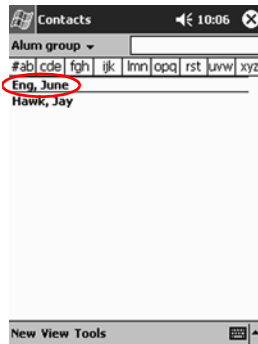 Contacts 10:06
Alum group
#ab cde fgh ijk lmn opq rst uvw xyz
Eng, June
Hawk, Jay
New View Tools